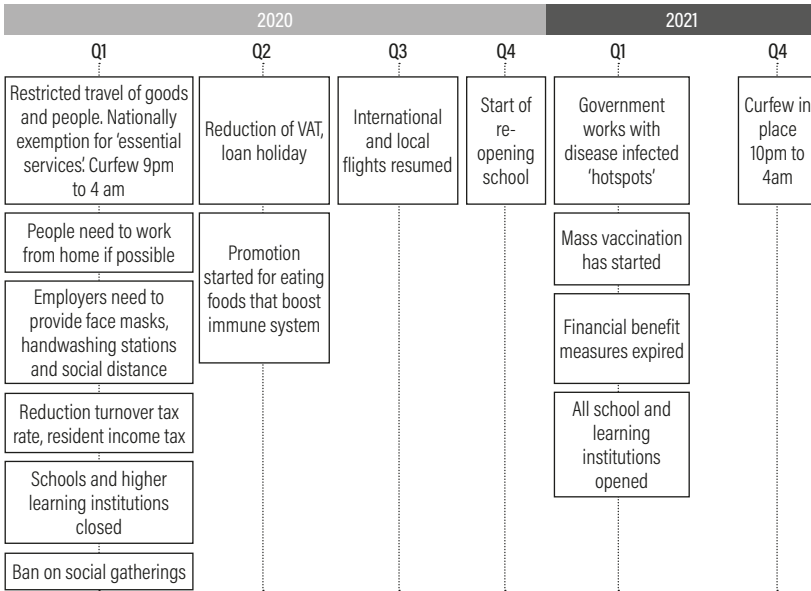 2020
2021
Q1
Q2
Q3
Q4
Q1
Q4
Restricted travel of goods
and people. Nationally
exemption for ‘essential
services’. Curfew 9pm
to 4 am
People need to work
from home if possible
Employers need to
provide face masks,
handwashing stations
and social distance
Reduction turnover tax
rate, resident income tax
Schools and higher
learning institutions
closed
Ban on social gatherings
Reduction of VAT,
loan holiday
Promotion
started for eating
foods that boost
immune system
International
and local
flights resumed
Start of
re-
opening
school
Government
works with
disease infected
‘hotspots’
Mass vaccination
has started
Financial benefit
measures expired
All school and
learning
institutions
opened
Curfew in
place
10pm to
4am